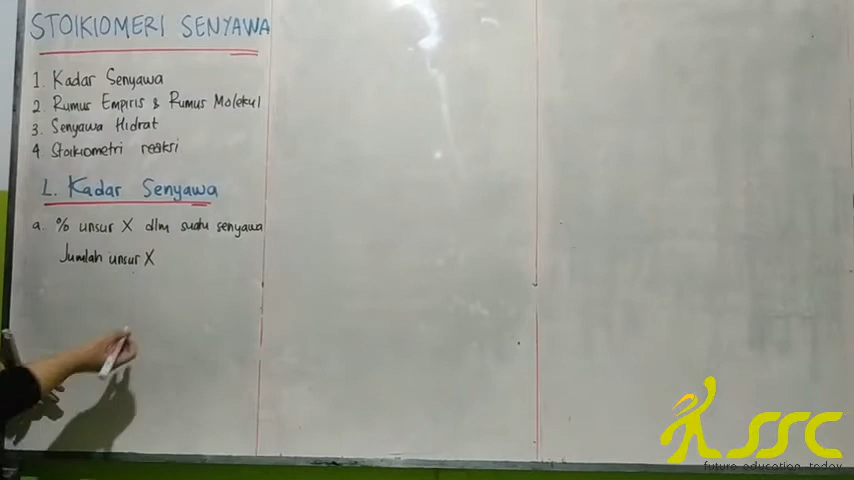 STOIKIOMERI SENYAWA
1. Kadar Senyawa
2. Rumus Empiris & Rumus Molekul
3. Senyawa Hidrat
4. Stoikiometri reaksi
1. Kadar Senyawa
a. % unsur X dlm suatu senyawa
Jumlah unsur X
SSC
future education today